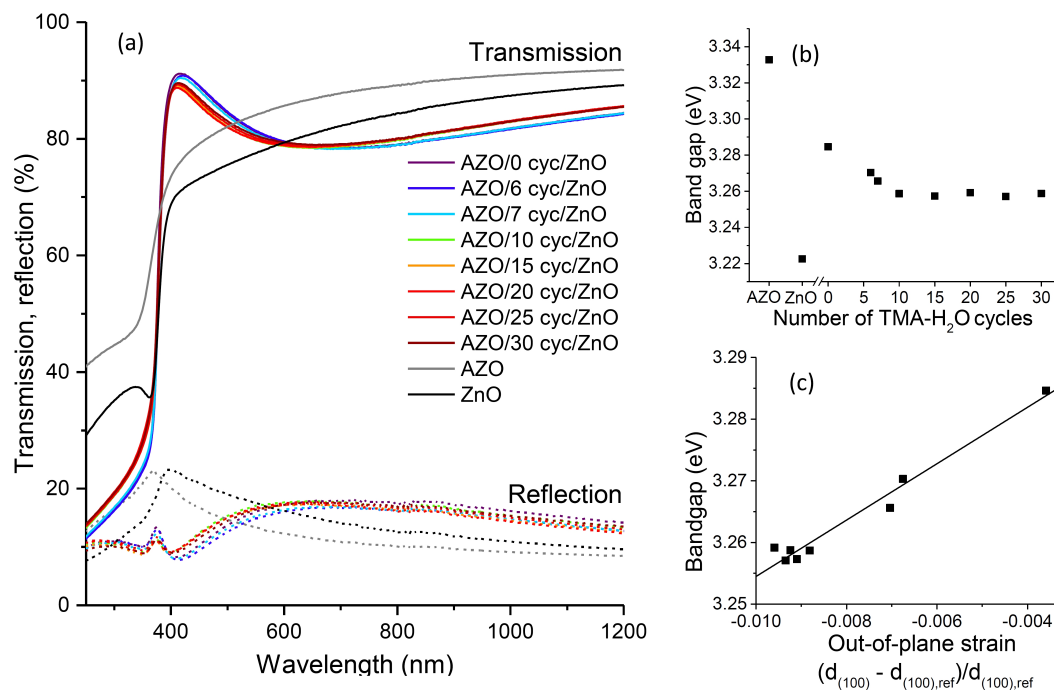 (a)
Transmission
Reflection
AZO/0 cyc/ZnO
AZO/6 cyc/ZnO
AZO/7 cyc/ZnO
AZO/10 cyc/ZnO
AZO/15 cyc/ZnO
AZO/20 cyc/ZnO
AZO/25 cyc/ZnO
AZO/30 cyc/ZnO
AZO
ZnO
Transmission, reflection (%)
100
80
60
40
20
0
400 600 800 1000 1200
Wavelength (nm)
(b)
Band gap (eV)
3.34
3.32
3.30
3.28
3.26
3.24
3.22
AZO ZnO 0 5 10 15 20 25 30
Number of TMA-H₂O cycles
(c)
Bandgap (eV)
3.29
3.28
3.27
3.26
3.25
-0.010 -0.008 -0.006 -0.004
Out-of-plane strain
(d(100) - d(100),ref)/d(100),ref